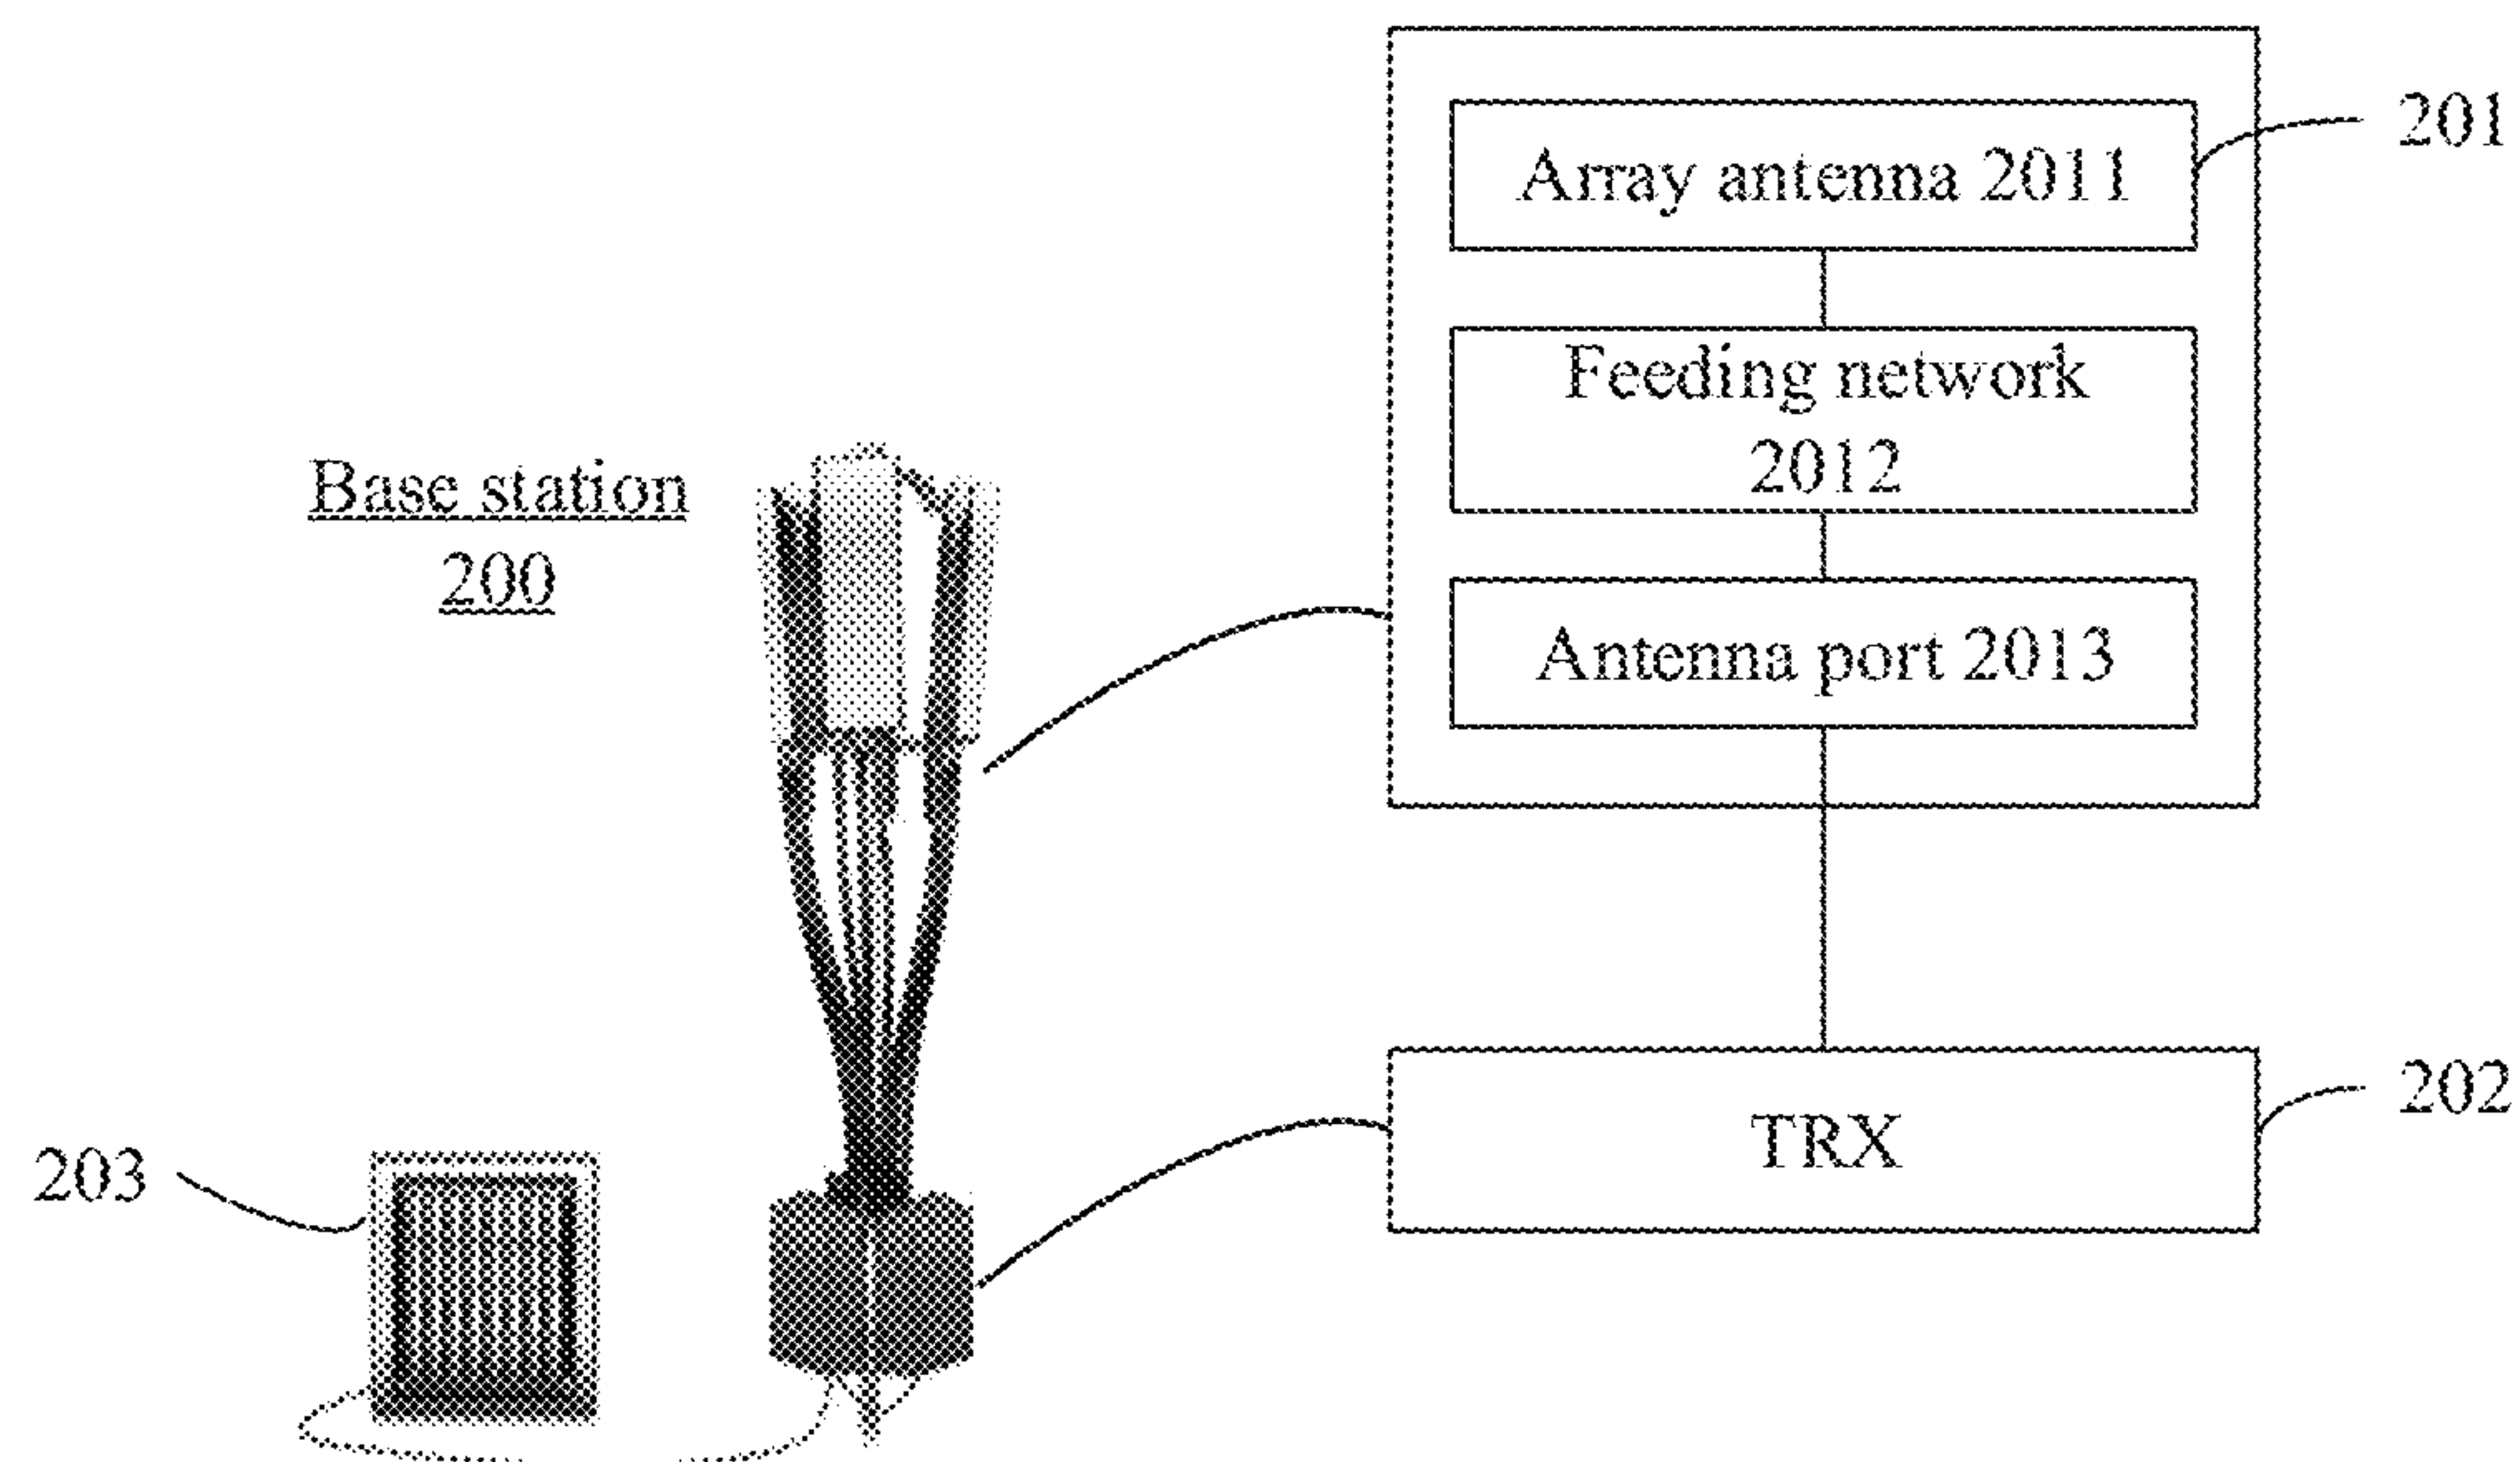 Array antenna 2011
201
Feeding network
2012
Base station
200
Antenna port 2013
202
TRX
203